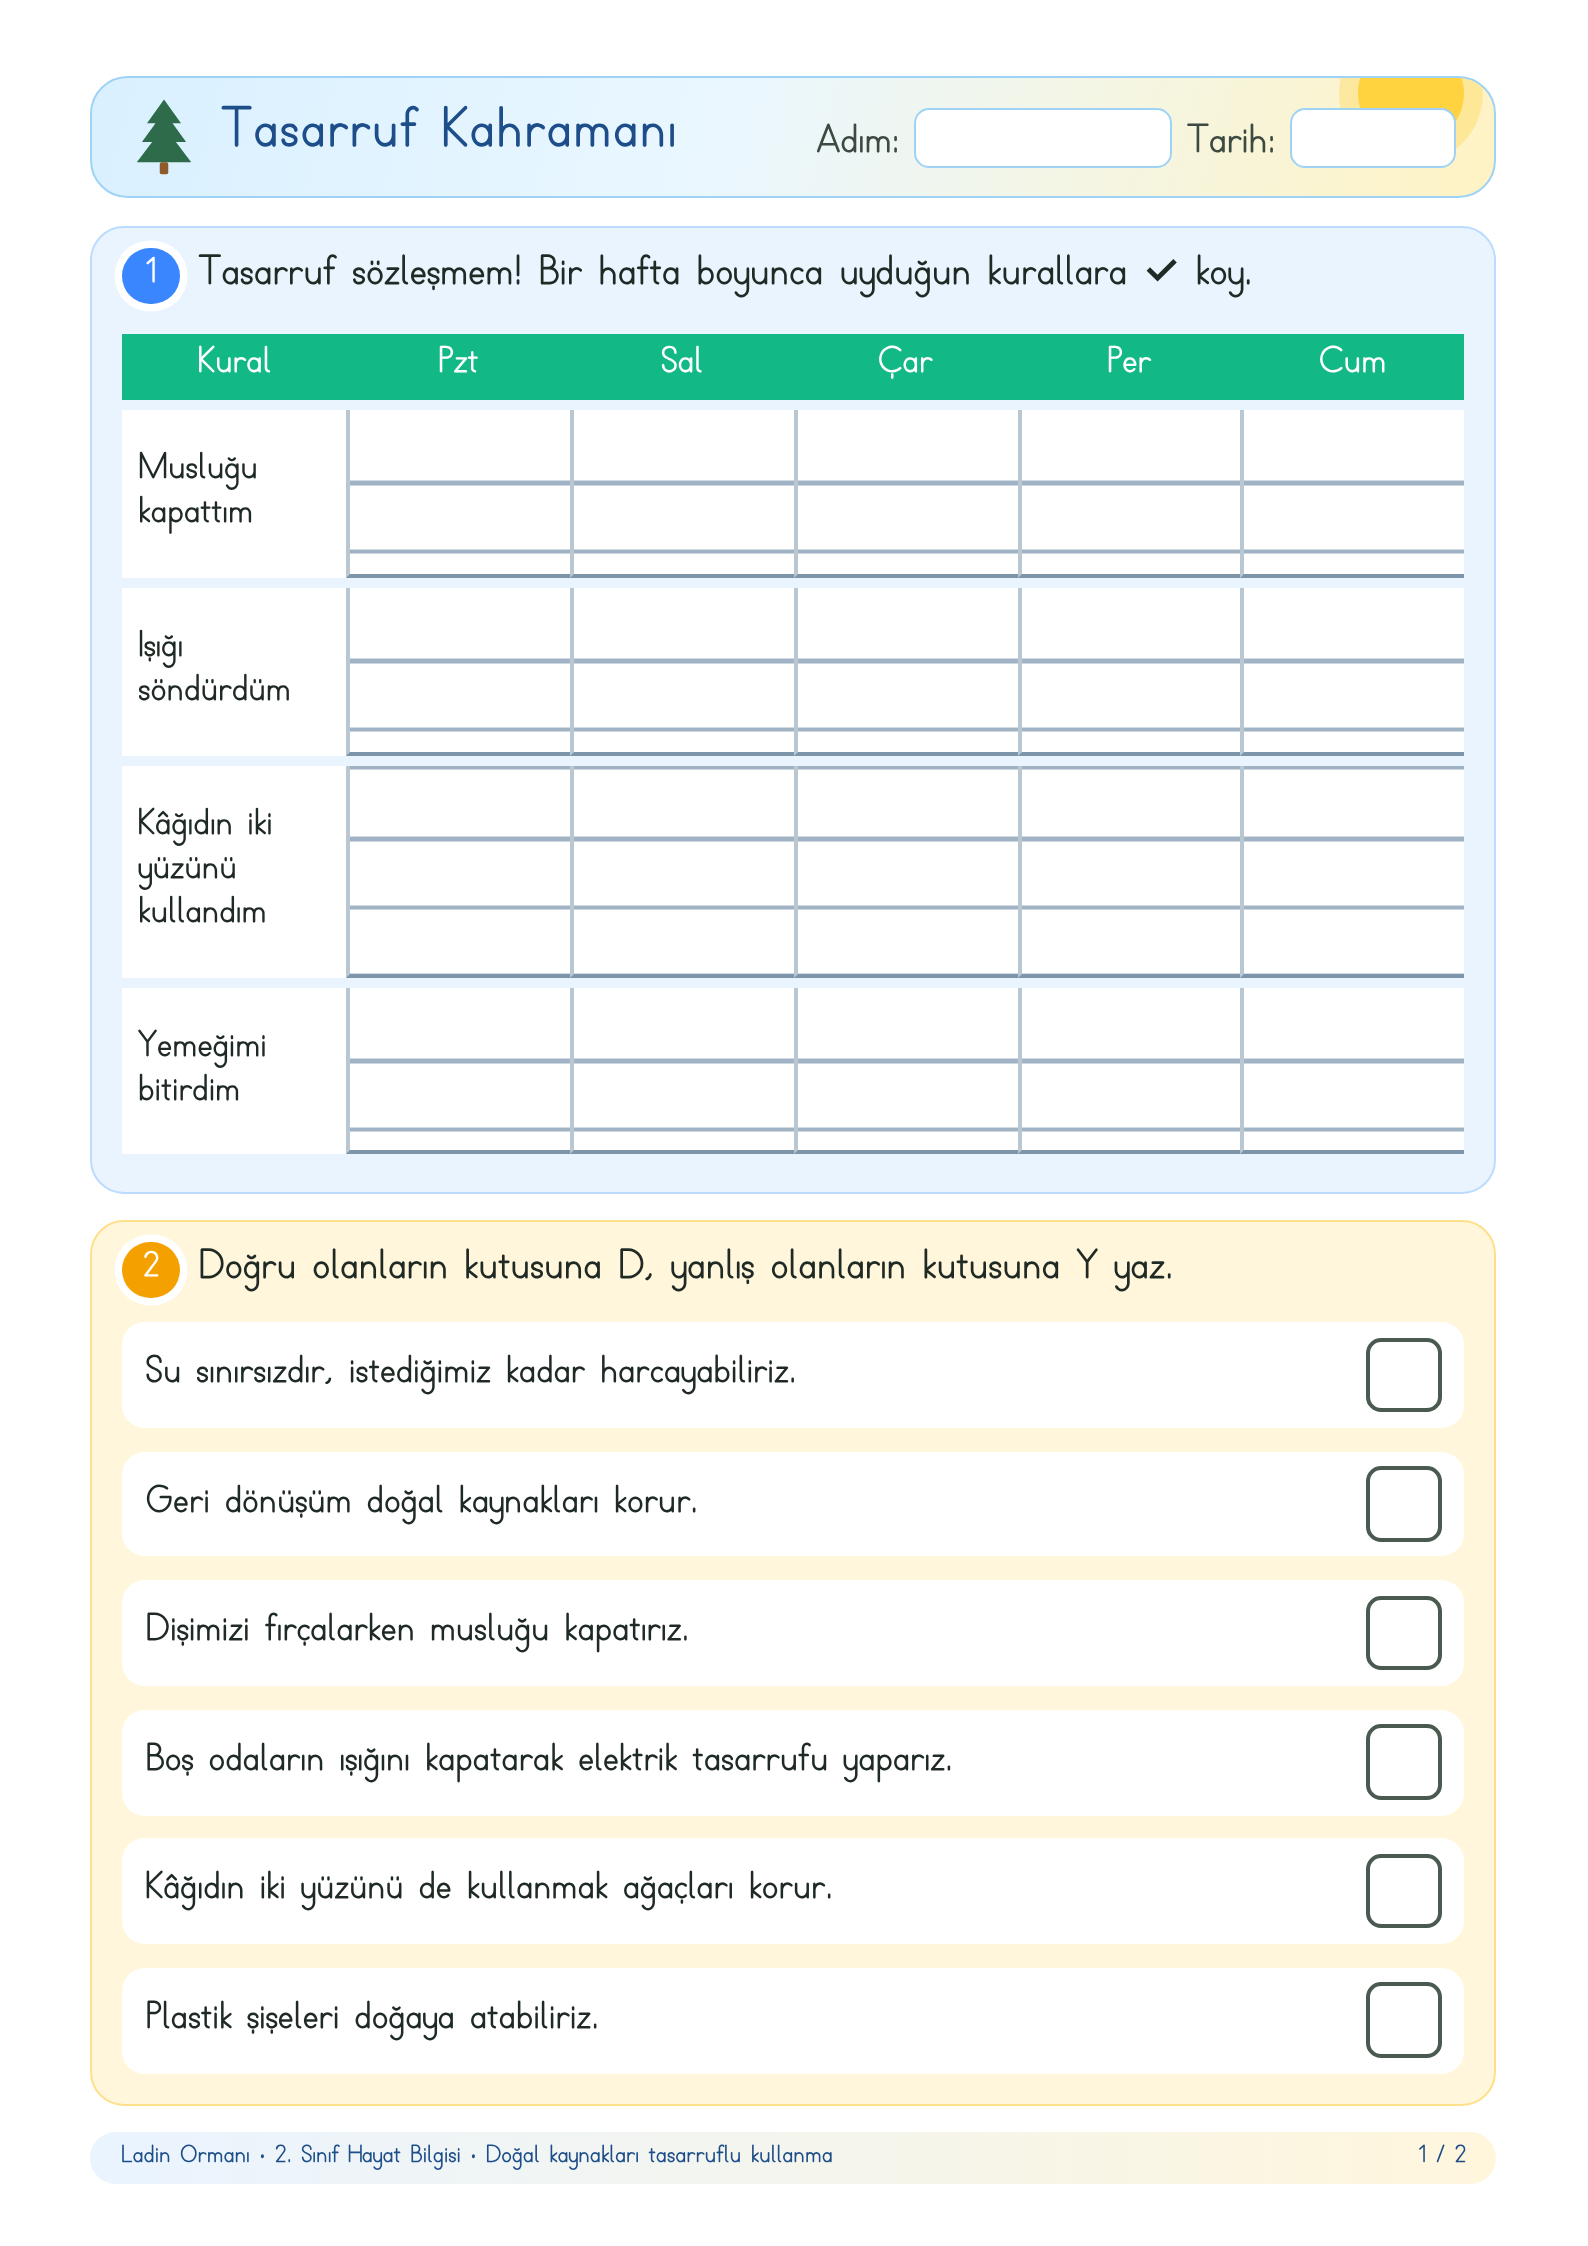 Tasarruf Kahramanı
Adım:
Tarih:
1 Tasarruf sözleşmem! Bir hafta boyunca uyduğun kurallara ✓ koy.
Kural Pzt Sal Çar Per Cum
Musluğu
kapattım
Işığı
söndürdüm
Kâğıdın iki
yüzünü
kullandım
Yemeğimi
bitirdim
2 Doğru olanların kutusuna D, yanlış olanların kutusuna Y yaz.
Su sınırsızdır, istediğimiz kadar harcayabiliriz.
Geri dönüşüm doğal kaynakları korur.
Dişimizi fırçalarken musluğu kapatırız.
Boş odaların ışığını kapatarak elektrik tasarrufu yaparız.
Kâğıdın iki yüzünü de kullanmak ağaçları korur.
Plastik şişeleri doğaya atabiliriz.
Ladin Ormanı • 2. Sınıf Hayat Bilgisi • Doğal kaynakları tasarruflu kullanma
1 / 2